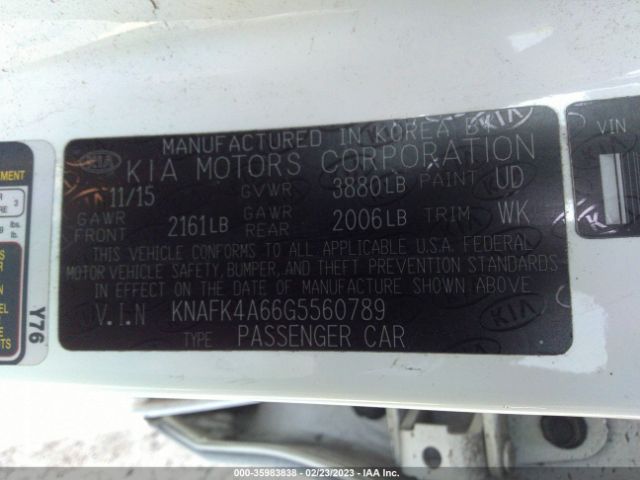 MANUFACTURED IN KOREA BY
KIA KIA MOTORS CORPORATION
11/15 GVWR 3880LB PAINT UD
GAWR FRONT 2161LB GAWR REAR 2006LB TRIM WK
THIS VEHICLE CONFORMS TO ALL APPLICABLE U.S.A. FEDERAL
MOTOR VEHICLE SAFETY, BUMPER, AND THEFT PREVENTION STANDARDS
IN EFFECT ON THE DATE OF MANUFACTURE SHOWN ABOVE
V.I.N KNAFK4A66G5560789
TYPE PASSENGER CAR
KIA
VIN
Y76
000-35983838 - 02/23/2023 - IAA Inc.